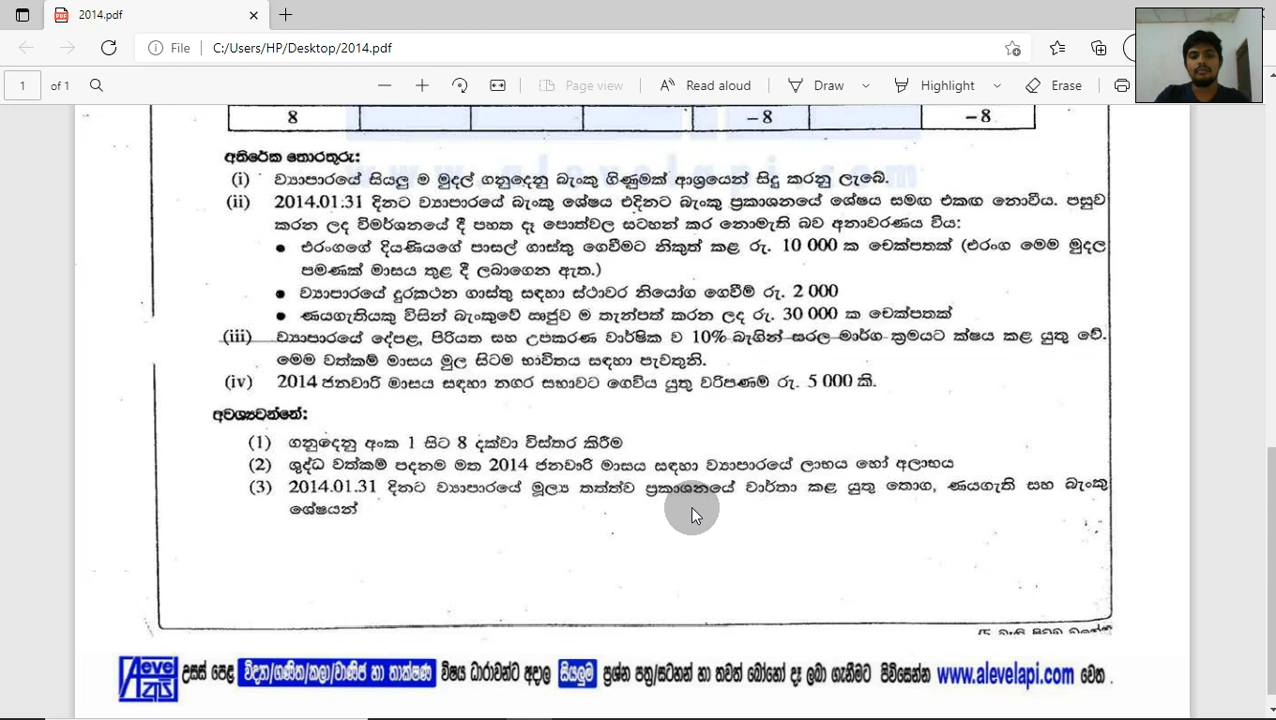 2014.pdf
File C:/Users/HP/Desktop/2014.pdf
1 of 1 Page view Read aloud Draw Highlight Erase
8 – 8 – 8
අතිරේක තොරතුරු:
(i) ව්‍යාපාරයේ සියලු ම මුදල් ගනුදෙනු බැංකු ගිණුමක් ආශ්‍රයෙන් සිදු කරනු ලැබේ.
(ii) 2014.01.31 දිනට ව්‍යාපාරයේ බැංකු ශේෂය එදිනට බැංකු ප්‍රකාශනයේ ශේෂය සමඟ එකඟ නොවීය. පසුව
කරන ලද විමර්ශනයේ දී පහත දෑ පොත්වල සටහන් කර නොමැති බව අනාවරණය විය:
● එරංගගේ දියණියගේ පාසල් ගාස්තු ගෙවීමට නිකුත් කළ රු. 10 000 ක චෙක්පතක් (එරංග මෙම මුදල
පමණක් මාසය තුළ දී ලබාගෙන ඇත.)
● ව්‍යාපාරයේ දුරකථන ගාස්තු සඳහා ස්ථාවර නියෝග ගෙවීම් රු. 2 000
● ණයගැතියකු විසින් බැංකුවේ ඍජුව ම තැන්පත් කරන ලද රු. 30 000 ක චෙක්පතක්
(iii) ව්‍යාපාරයේ දේපළ, පිරියත සහ උපකරණ වාර්ෂික ව 10% බැගින් සරල මාර්ග ක්‍රමයට ක්ෂය කළ යුතු වේ.
මෙම වත්කම් මාසය මුල සිටම භාවිතය සඳහා පැවතුනි.
(iv) 2014 ජනවාරි මාසය සඳහා නගර සභාවට ගෙවිය යුතු වරිපණම් රු. 5 000 කි.
අවශ්‍යවන්නේ:
(1) ගනුදෙනු අංක 1 සිට 8 දක්වා විස්තර කිරීම
(2) ශුද්ධ වත්කම් පදනම මත 2014 ජනවාරි මාසය සඳහා ව්‍යාපාරයේ ලාභය හෝ අලාභය
(3) 2014.01.31 දිනට ව්‍යාපාරයේ මූල්‍ය තත්ත්ව ප්‍රකාශනයේ වාර්තා කළ යුතු තොග, ණයගැති සහ බැංකු
ශේෂයන්
උසස් පෙළ විද්‍යා/ගණිත/කලා/වාණිජ හා තාක්ෂණ විෂය ධාරාවන්ට අදාල සියලුම ප්‍රශ්න පත්‍ර/සටහන් හා තවත් බොහෝ දෑ ලබා ගැනීමට පිවිසෙන්න www.alevelapi.com වෙත .